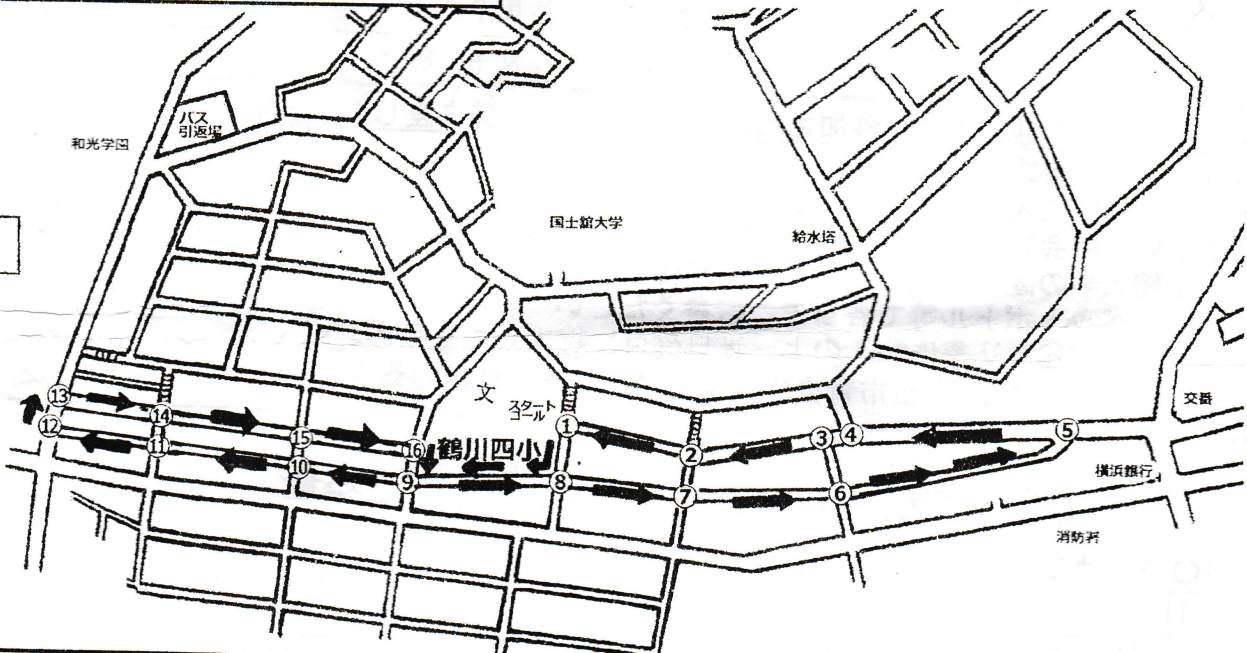 バス
引返場
和光学園
国士舘大学
給水塔
文
スタート
ゴール
交番
鶴川四小
横浜銀行
消防署
①
②
③
④
⑤
⑥
⑦
⑧
⑨
⑩
⑪
⑫
⑬
⑭
⑮
⑯